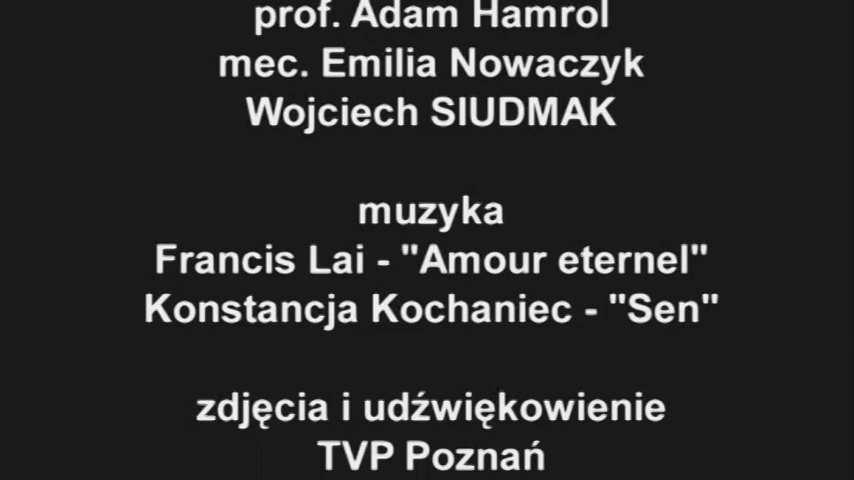 prof. Adam Hamrol
mec. Emilia Nowaczyk
Wojciech SIUDMAK
muzyka
Francis Lai - "Amour eternel"
Konstancja Kochaniec - "Sen"
zdjęcia i udźwiękowienie
TVP Poznań